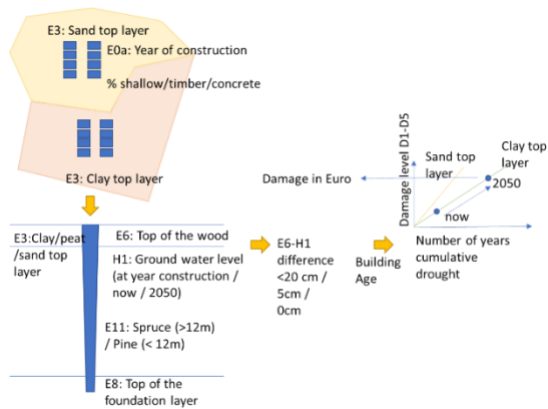 E3: Sand top layer
E0a: Year of construction
% shallow/timber/concrete
E3: Clay top layer
E3:Clay/peat
/sand top
layer
E6: Top of the wood
H1: Ground water level
(at year construction /
now / 2050)
E11: Spruce (>12m)
/ Pine (< 12m)
E8: Top of the
foundation layer
E6-H1
difference
<20 cm /
5cm /
0cm
Building
Age
Damage in Euro
Damage level D1-D5
Sand top
layer
Clay top
layer
2050
now
Number of years
cumulative
drought